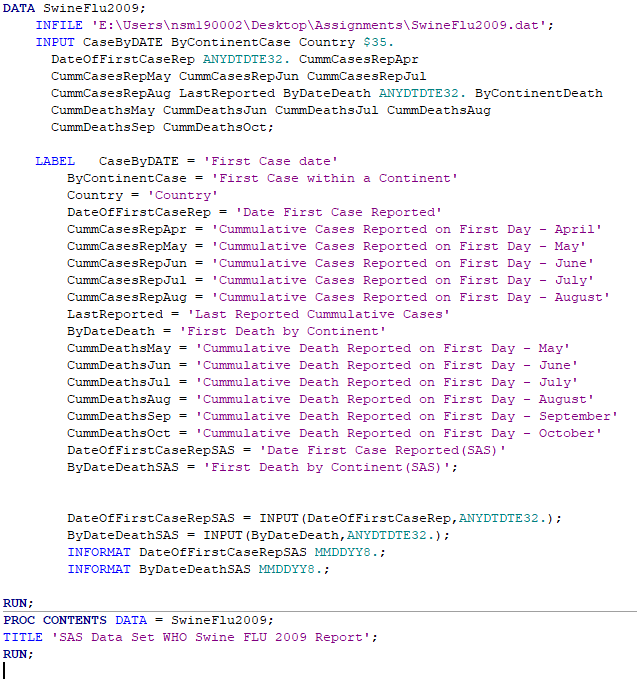 DATA SwineFlu2009;
INFILE 'E:\Users\nsm190002\Desktop\Assignments\SwineFlu2009.dat';
INPUT CaseByDATE ByContinentCase Country $35.
DateOfFirstCaseRep ANYDTDTE32. CummCasesRepApr
CummCasesRepMay CummCasesRepJun CummCasesRepJul
CummCasesRepAug LastReported ByDateDeath ANYDTDTE32. ByContinentDeath
CummDeathsMay CummDeathsJun CummDeathsJul CummDeathsAug
CummDeathsSep CummDeathsOct;
LABEL CaseByDATE = 'First Case date'
ByContinentCase = 'First Case within a Continent'
Country = 'Country'
DateOfFirstCaseRep = 'Date First Case Reported'
CummCasesRepApr = 'Cummulative Cases Reported on First Day - April'
CummCasesRepMay = 'Cummulative Cases Reported on First Day - May'
CummCasesRepJun = 'Cummulative Cases Reported on First Day - June'
CummCasesRepJul = 'Cummulative Cases Reported on First Day - July'
CummCasesRepAug = 'Cummulative Cases Reported on First Day - August'
LastReported = 'Last Reported Cummulative Cases'
ByDateDeath = 'First Death by Continent'
CummDeathsMay = 'Cummulative Death Reported on First Day - May'
CummDeathsJun = 'Cummulative Death Reported on First Day - June'
CummDeathsJul = 'Cummulative Death Reported on First Day - July'
CummDeathsAug = 'Cummulative Death Reported on First Day - August'
CummDeathsSep = 'Cummulative Death Reported on First Day - September'
CummDeathsOct = 'Cummulative Death Reported on First Day - October'
DateOfFirstCaseRepSAS = 'Date First Case Reported(SAS)'
ByDateDeathSAS = 'First Death by Continent(SAS)';
DateOfFirstCaseRepSAS = INPUT(DateOfFirstCaseRep,ANYDTDTE32.);
ByDateDeathSAS = INPUT(ByDateDeath,ANYDTDTE32.);
INFORMAT DateOfFirstCaseRepSAS MMDDYY8.;
INFORMAT ByDateDeathSAS MMDDYY8.;
RUN;
PROC CONTENTS DATA = SwineFlu2009;
TITLE 'SAS Data Set WHO Swine FLU 2009 Report';
RUN;